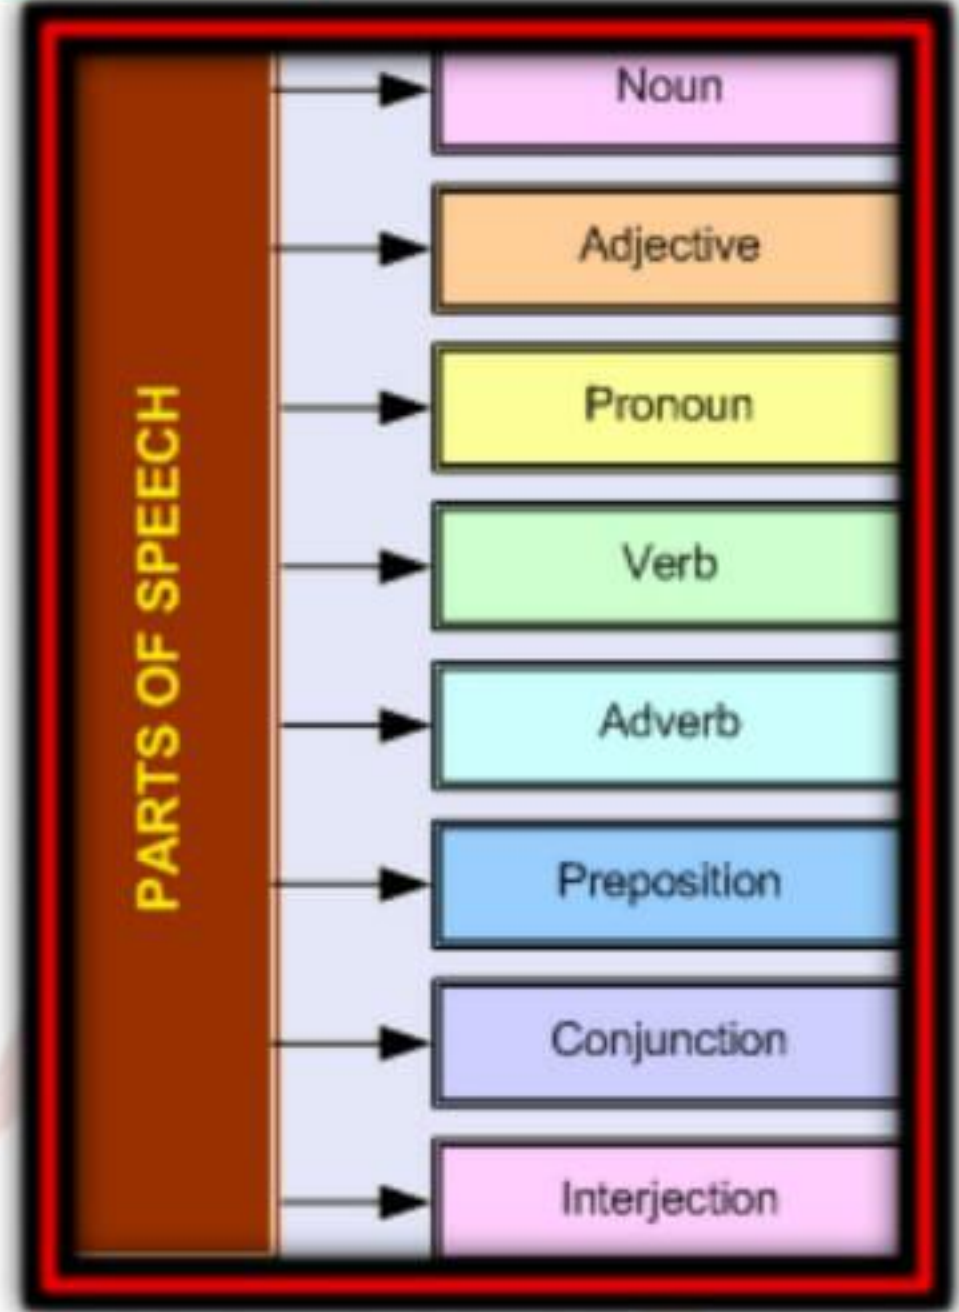 PARTS OF SPEECH
Noun
Adjective
Pronoun
Verb
Adverb
Preposition
Conjunction
Interjection